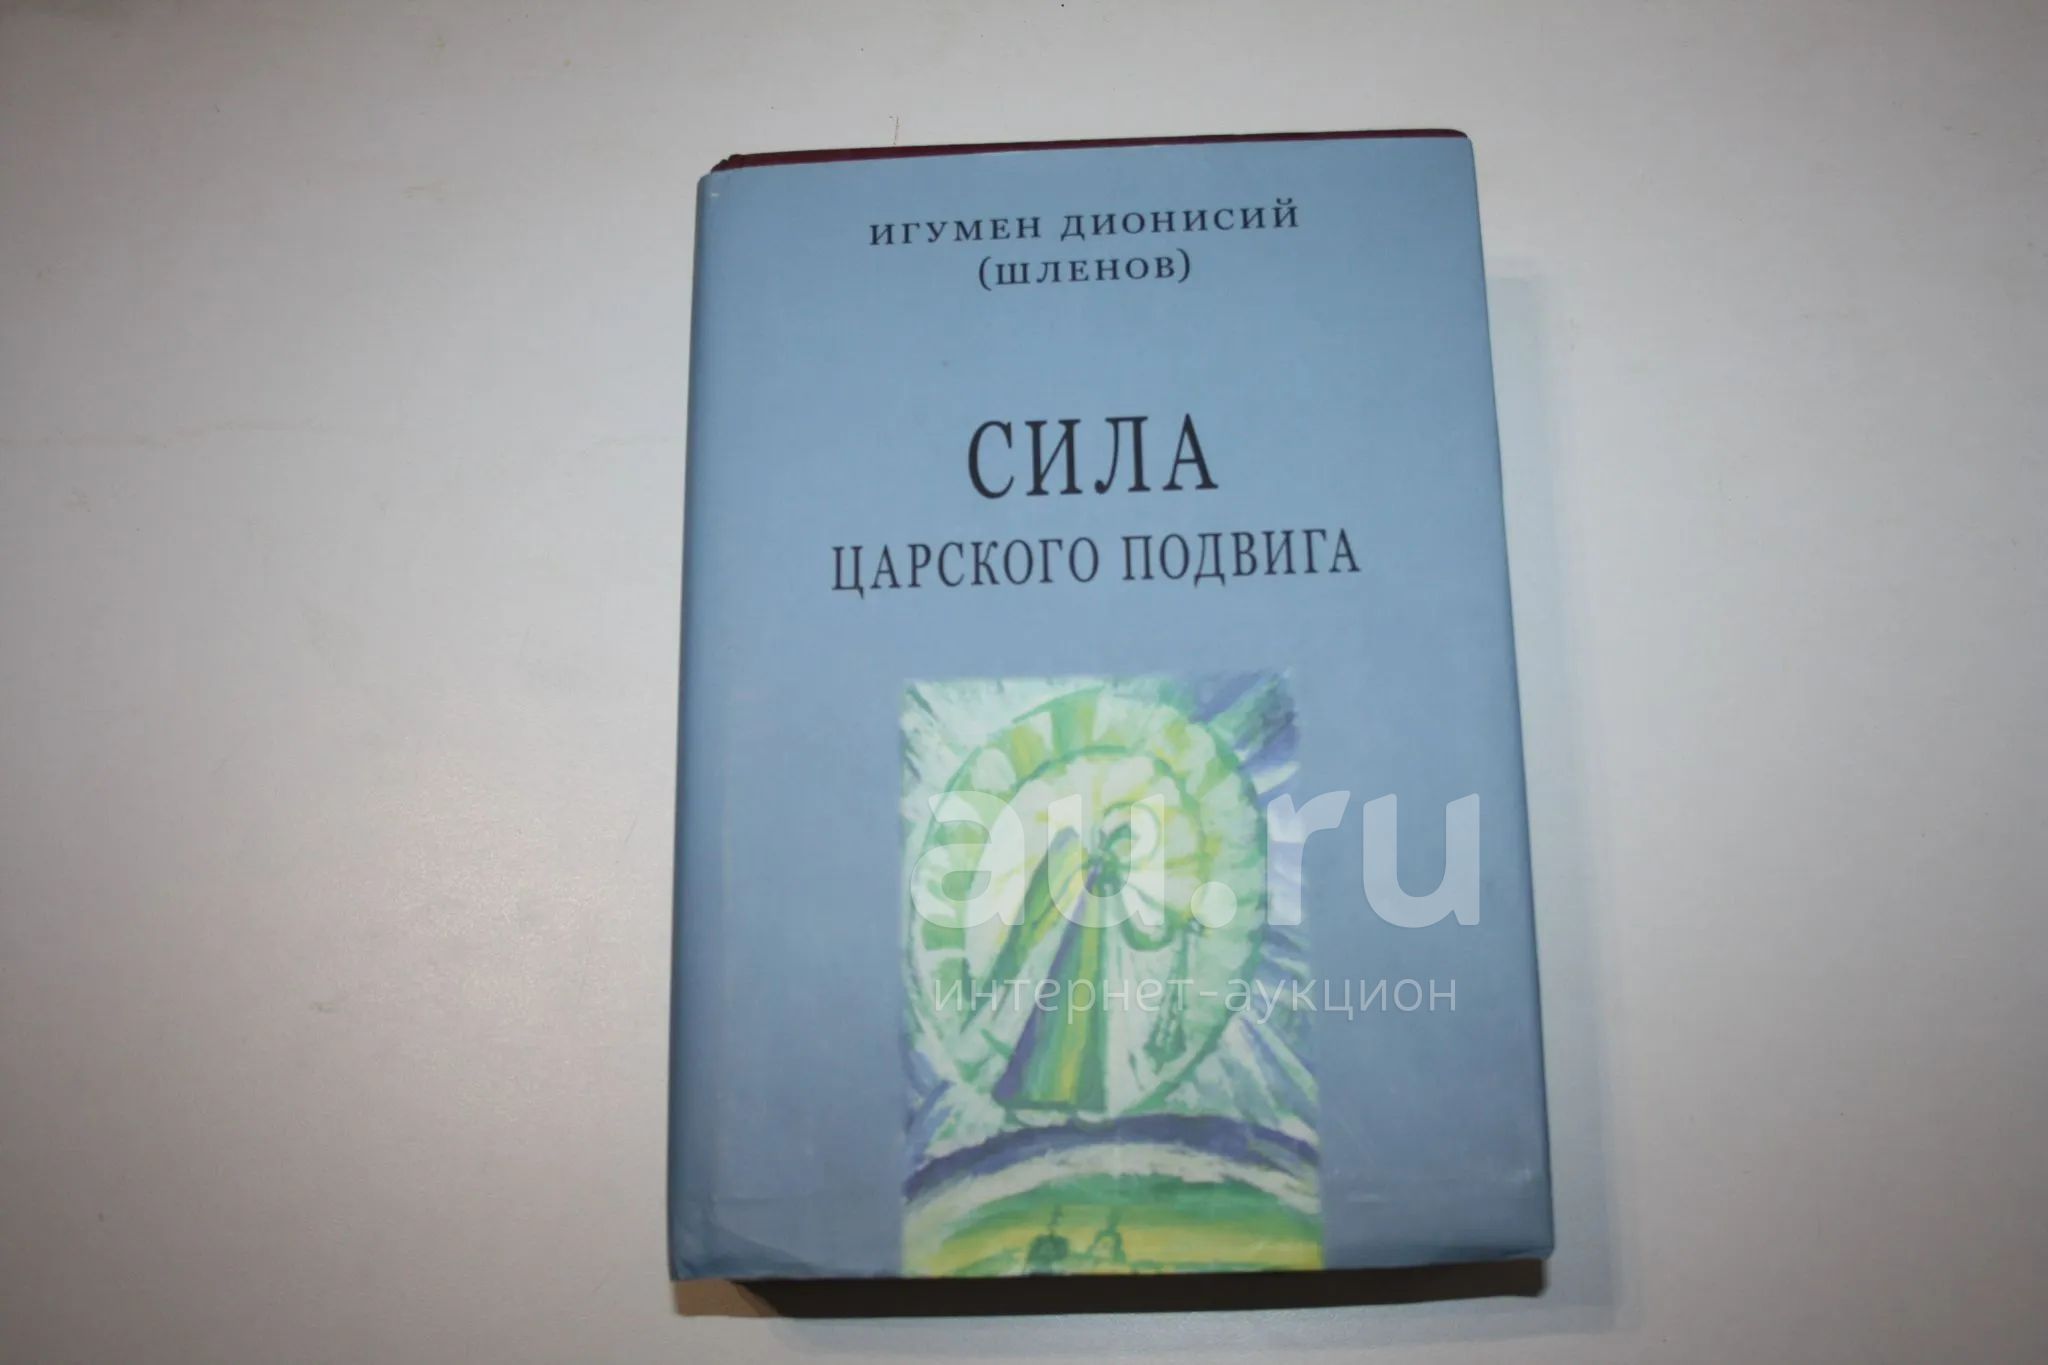 ИГУМЕН ДИОНИСИЙ
(ШЛЕНОВ)
СИЛА
ЦАРСКОГО ПОДВИГА
au.ru
интернет-аукцион